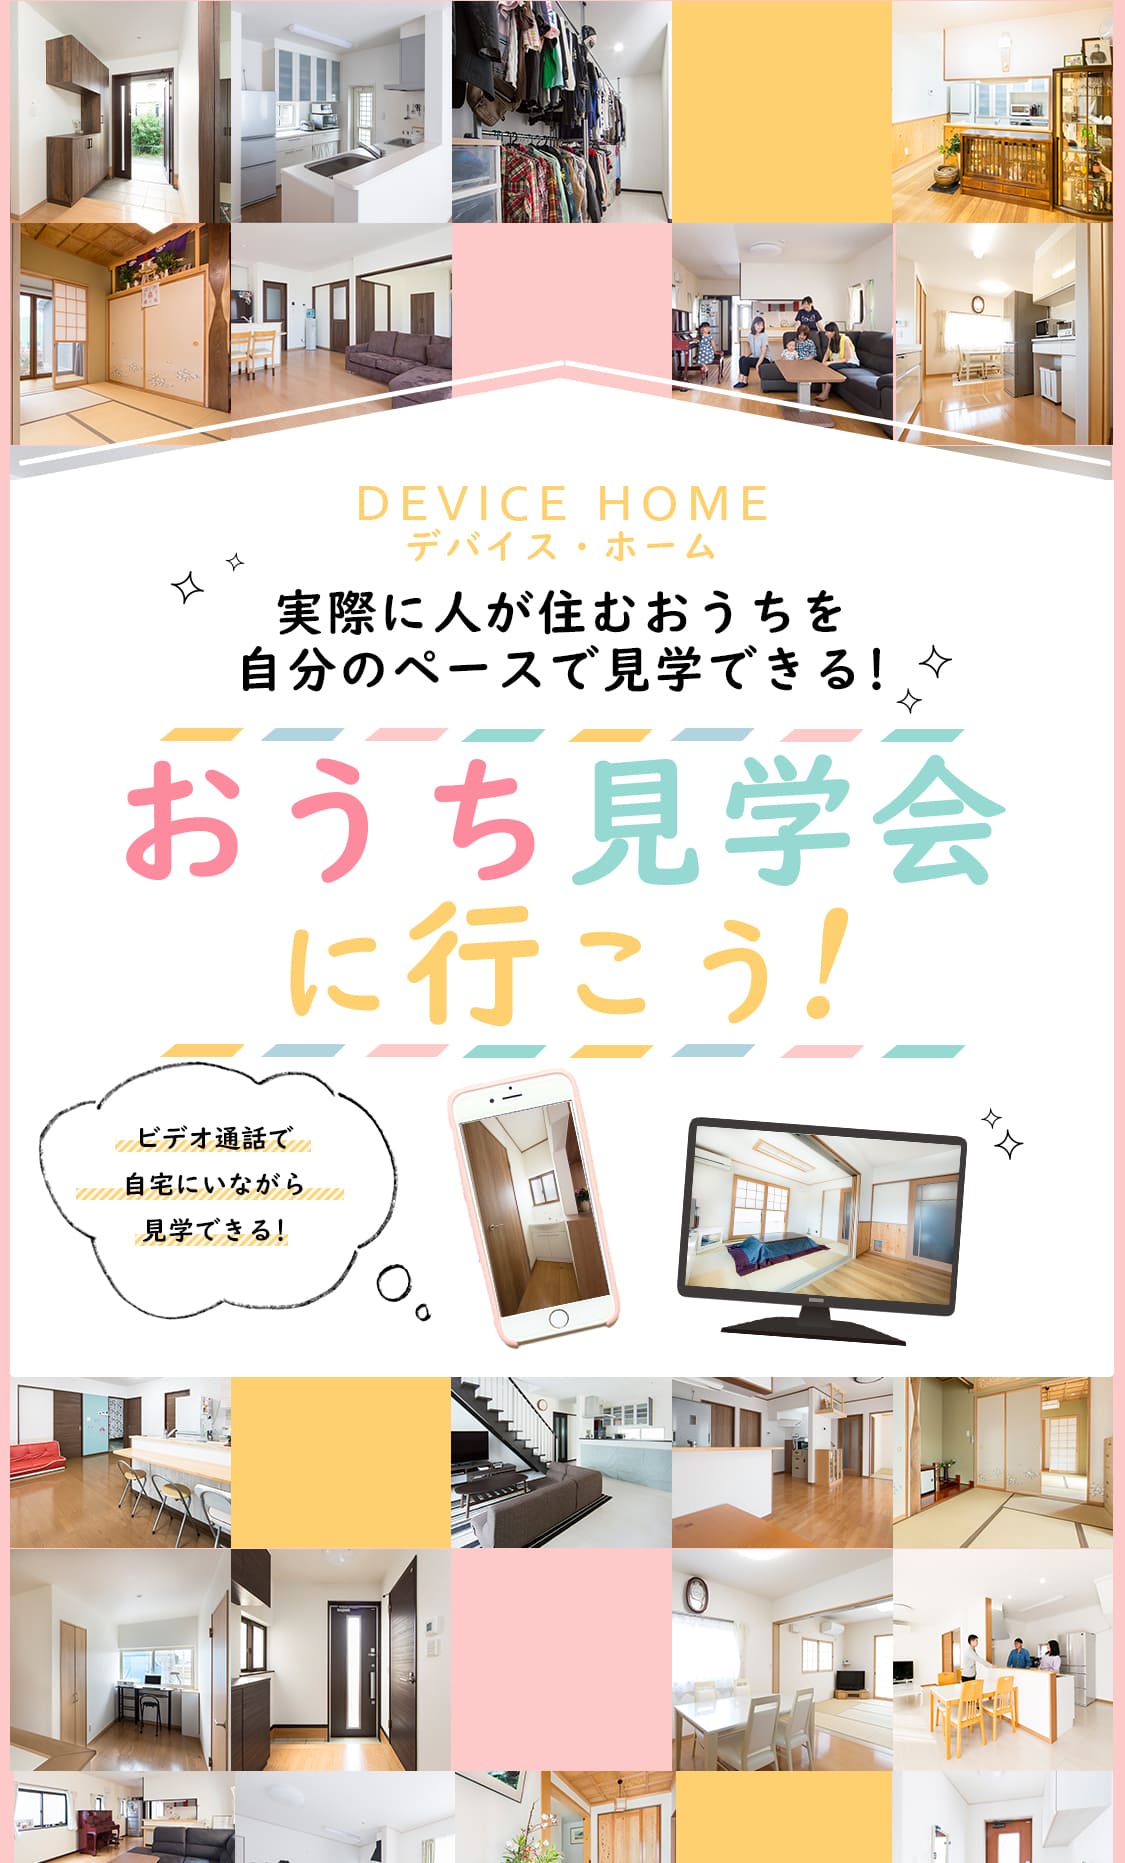 DEVICE HOME
デバイス・ホーム
実際に人が住むおうちを
自分のペースで見学できる!
おうち見学会
に行こう!
ビデオ通話で
自宅にいながら
見学できる!